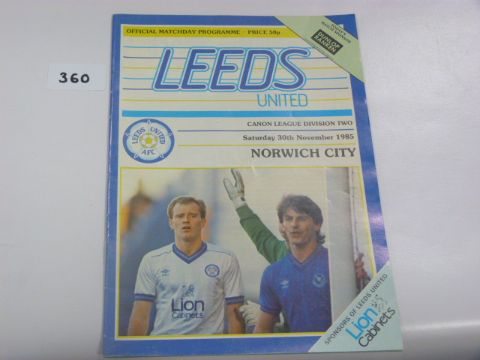 360
OFFICIAL MATCHDAY PROGRAMME - PRICE 50p
DUNLOP
LEEDS
UNITED
CANON LEAGUE DIVISION TWO
Saturday 30th November 1985
NORWICH CITY
LEEDS UNITED
AFC
Lion
Cabinets
SPONSORS OF LEEDS UNITED
Lion
Cabinets